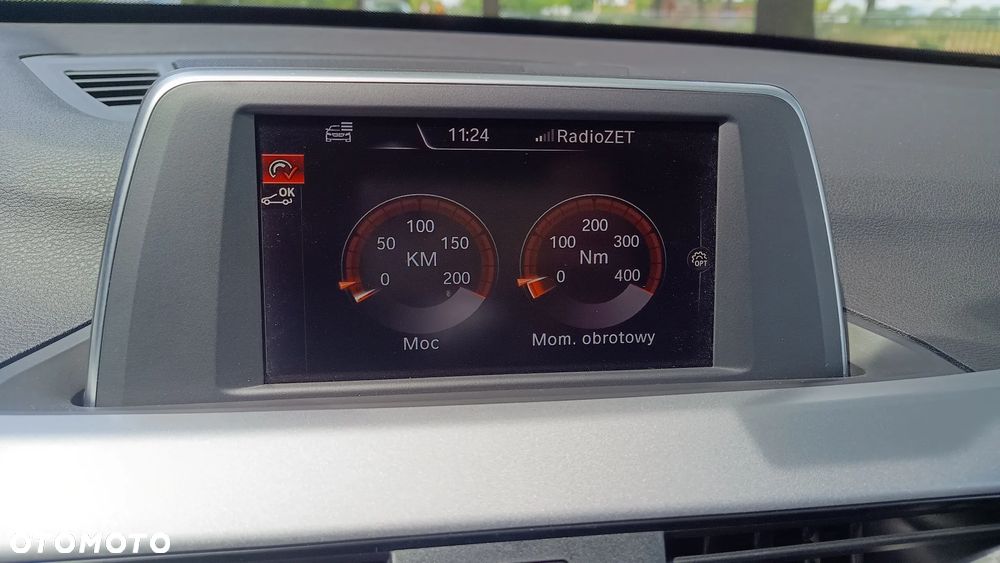 11:24 RadioZET
OK
0 50 100 150 200
KM
Moc
0 100 200 300 400
Nm
Mom. obrotowy
OPT
OTOMOTO